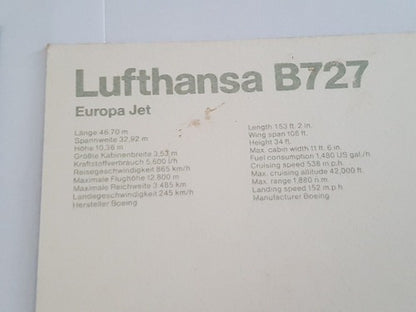 Lufthansa B727
Europa Jet
Länge 46,70 m
Spannweite 32,92 m
Höhe 10,36 m
Größte Kabinenbreite 3,53 m
Kraftstoffverbrauch 5.600 l/h
Reisegeschwindigkeit 865 km/h
Maximale Flughöhe 12.800 m
Maximale Reichweite 3.485 km
Landegeschwindigkeit 245 km/h
Hersteller Boeing
Length 153 ft. 2 in.
Wing span 108 ft.
Height 34 ft.
Max. cabin width 11 ft. 6 in.
Fuel consumption 1,480 US gal./h
Cruising speed 538 m.p.h.
Max. cruising altitude 42,000 ft.
Max. range 1,880 n.m.
Landing speed 152 m.p.h.
Manufacturer Boeing